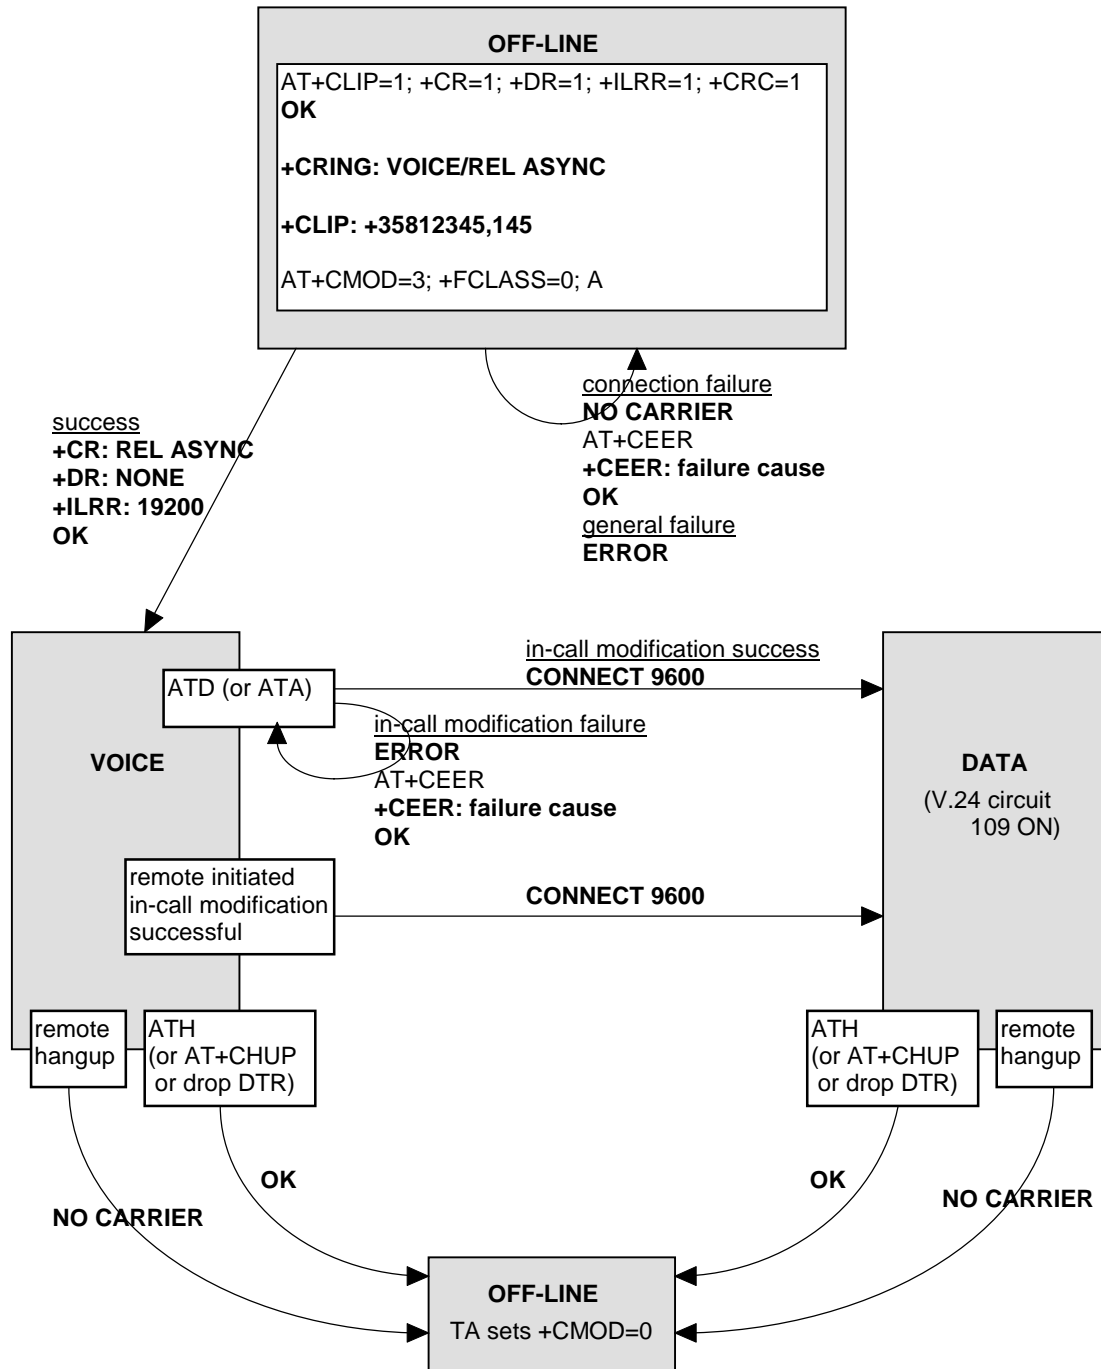 OFF-LINE
AT+CLIP=1; +CR=1; +DR=1; +ILRR=1; +CRC=1
OK
+CRING: VOICE/REL ASYNC
+CLIP: +35812345,145
AT+CMOD=3; +FCLASS=0; A
success
+CR: REL ASYNC
+DR: NONE
+ILRR: 19200
OK
connection failure
NO CARRIER
AT+CEER
+CEER: failure cause
OK
general failure
ERROR
VOICE
ATD (or ATA)
in-call modification success
CONNECT 9600
in-call modification failure
ERROR
AT+CEER
+CEER: failure cause
OK
DATA
(V.24 circuit
109 ON)
remote initiated
in-call modification
successful
CONNECT 9600
remote
hangup
ATH
(or AT+CHUP
or drop DTR)
ATH
(or AT+CHUP
or drop DTR)
remote
hangup
NO CARRIER
OK
OK
NO CARRIER
OFF-LINE
TA sets +CMOD=0